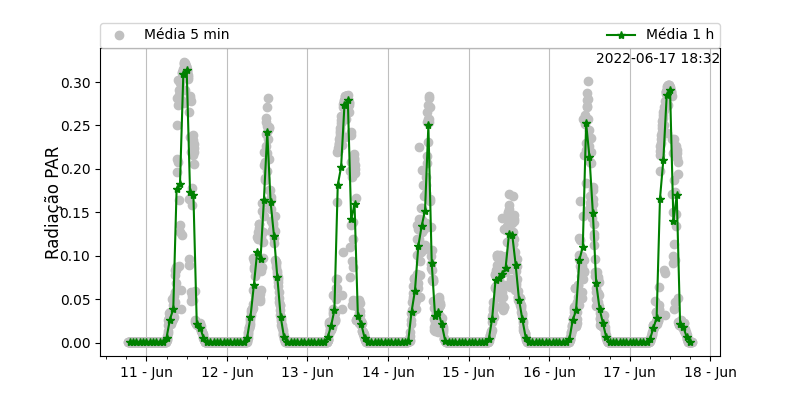 Média 5 min
Média 1 h
2022-06-17 18:32
Radiação PAR
0.30
0.25
0.20
0.15
0.10
0.05
0.00
11 - Jun
12 - Jun
13 - Jun
14 - Jun
15 - Jun
16 - Jun
17 - Jun
18 - Jun